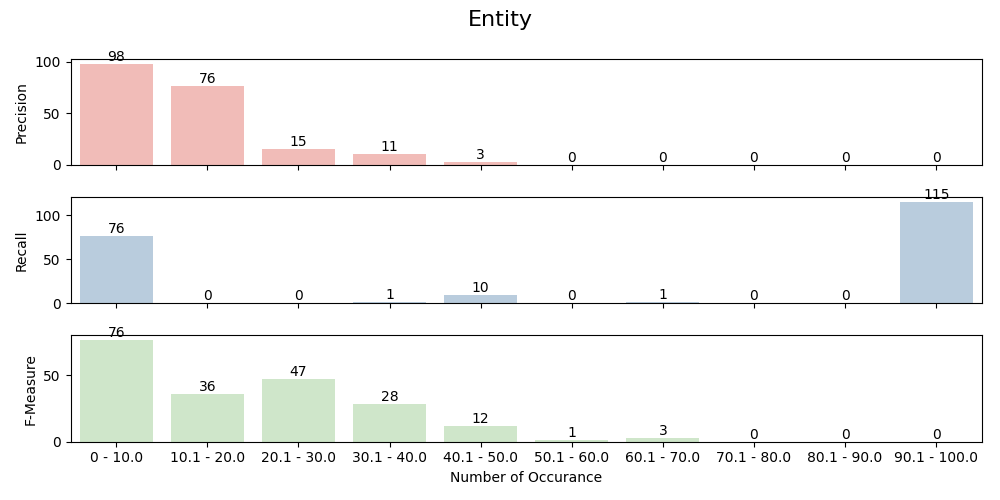 Entity
Precision
100
50
0
98
76
15
11
3
0
0
0
0
0
Recall
100
50
0
76
0
0
1
10
0
1
0
0
115
F-Measure
50
0
76
36
47
28
12
1
3
0
0
0
0 - 10.0
10.1 - 20.0
20.1 - 30.0
30.1 - 40.0
40.1 - 50.0
50.1 - 60.0
60.1 - 70.0
70.1 - 80.0
80.1 - 90.0
90.1 - 100.0
Number of Occurance